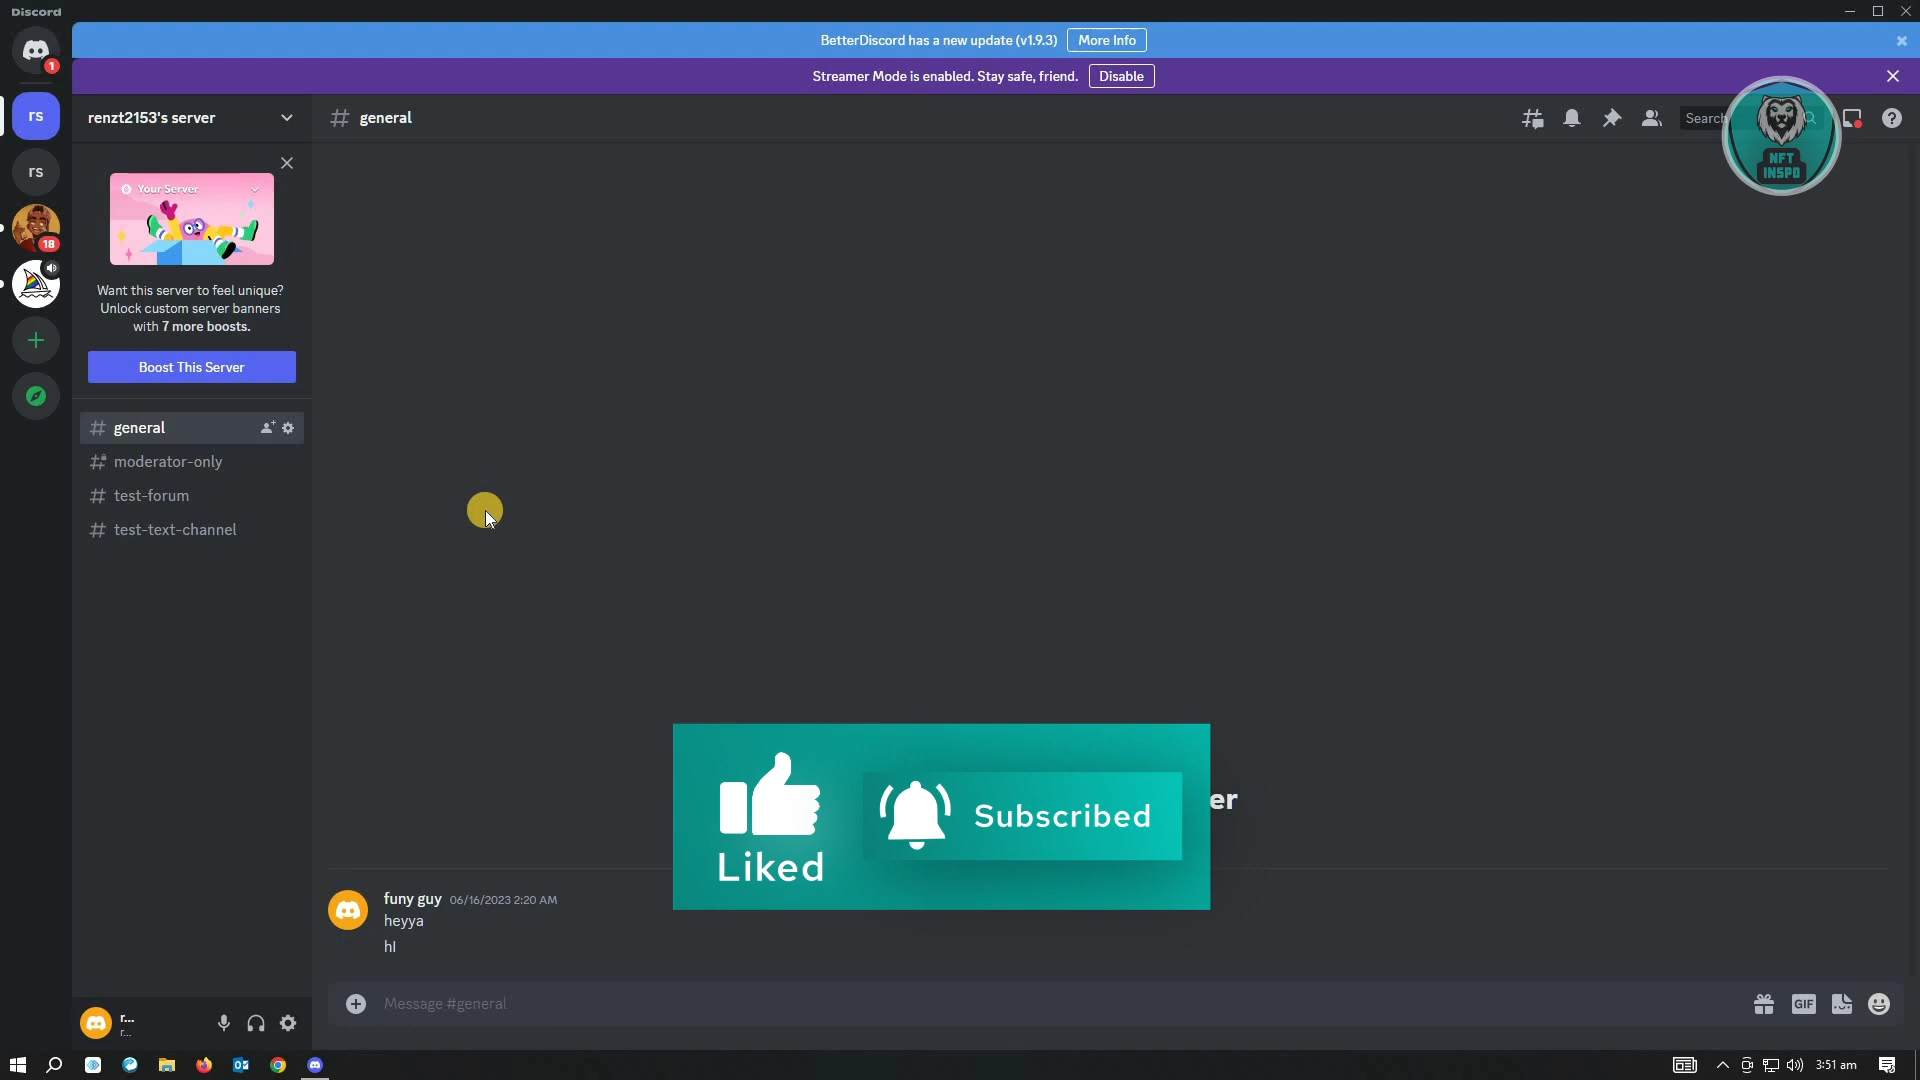 Discord
BetterDiscord has a new update (v1.9.3)
More Info
Streamer Mode is enabled. Stay safe, friend.
Disable
1
rs
renzt2153's server
general
Search
NFT
INSPO
rs
Your Server
18
Want this server to feel unique?
Unlock custom server banners
with 7 more boosts.
Boost This Server
general
moderator-only
test-forum
test-text-channel
er
Liked
Subscribed
funy guy 06/16/2023 2:20 AM
heyya
hI
Message #general
GIF
r...
r...
3:51 am